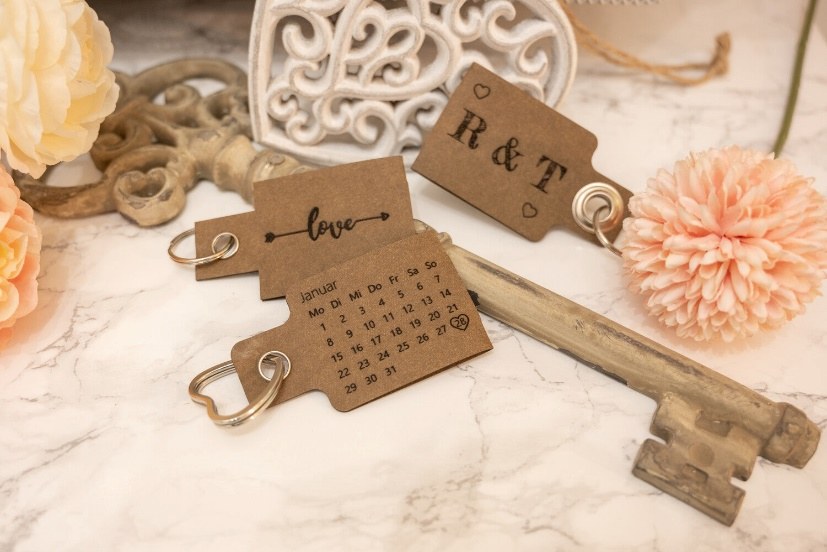 R & T
love
Januar
Mo Di Mi Do Fr Sa So
1 2 3 4 5 6 7
8 9 10 11 12 13 14
15 16 17 18 19 20 21
22 23 24 25 26 27 28
29 30 31